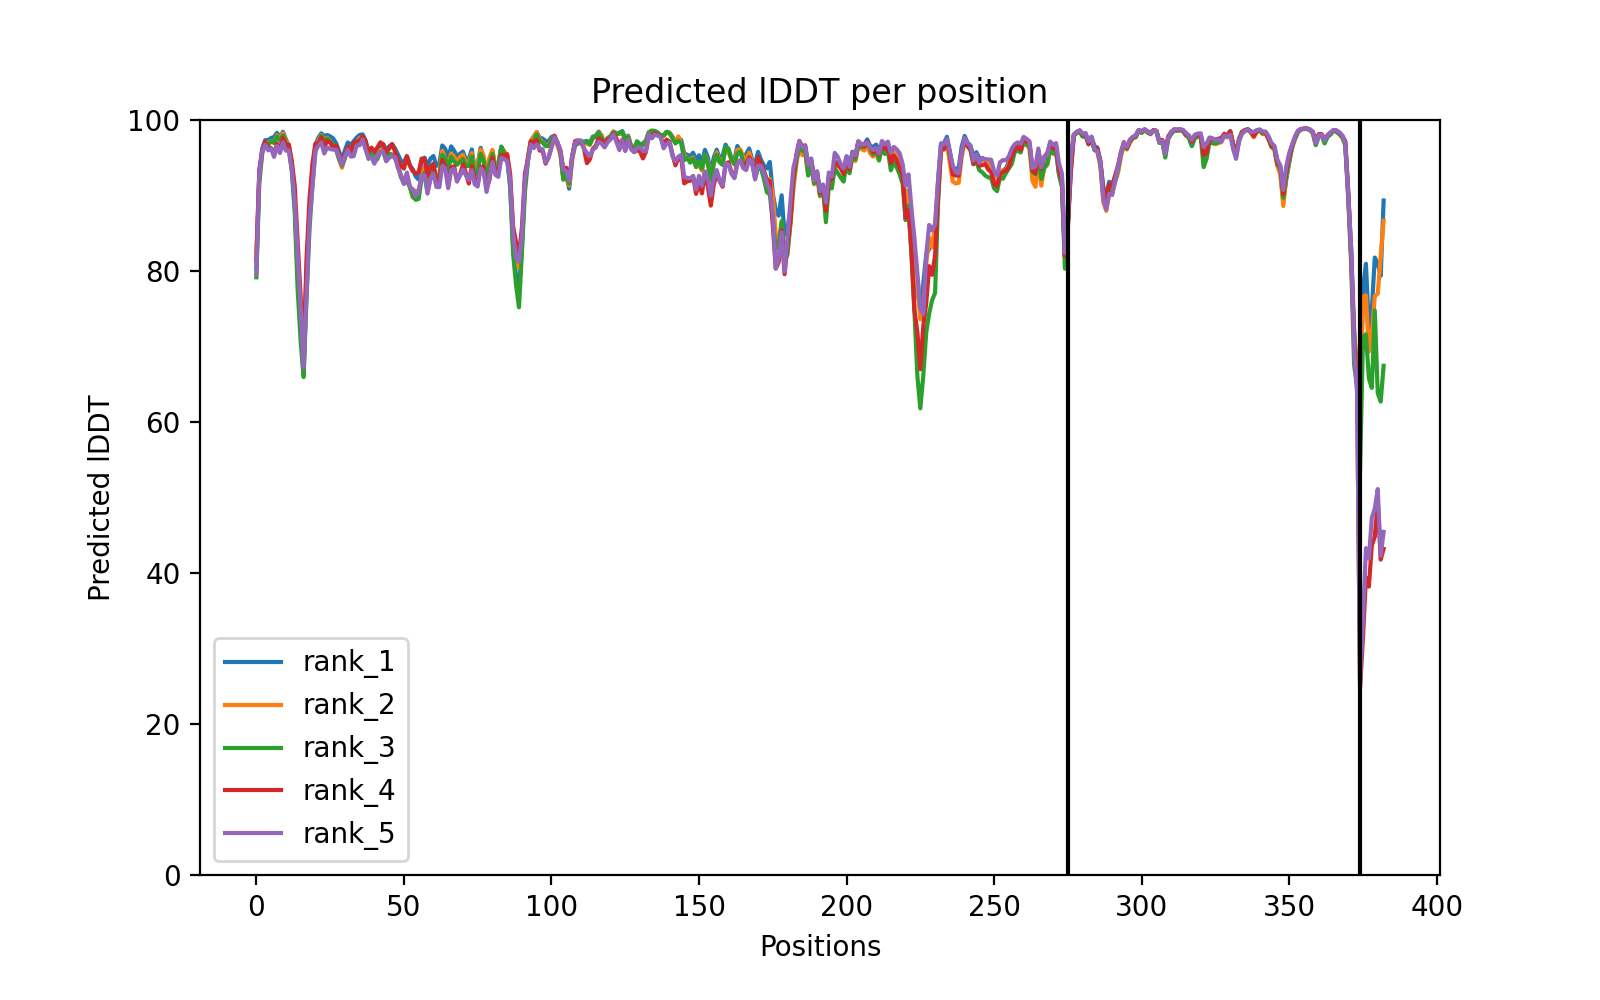 Predicted lDDT per position
100
80
60
40
20
0
Predicted lDDT
rank_1
rank_2
rank_3
rank_4
rank_5
0 50 100 150 200 250 300 350 400
Positions